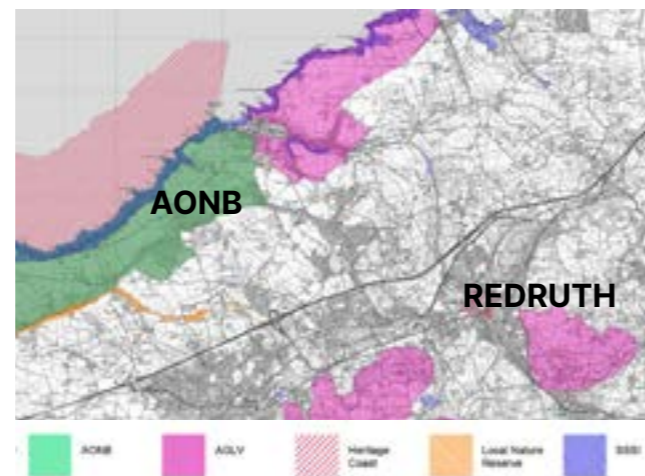 AONB
REDRUTH
AONB
AGLV
Heritage
Coast
Local Nature
Reserve
SSSI